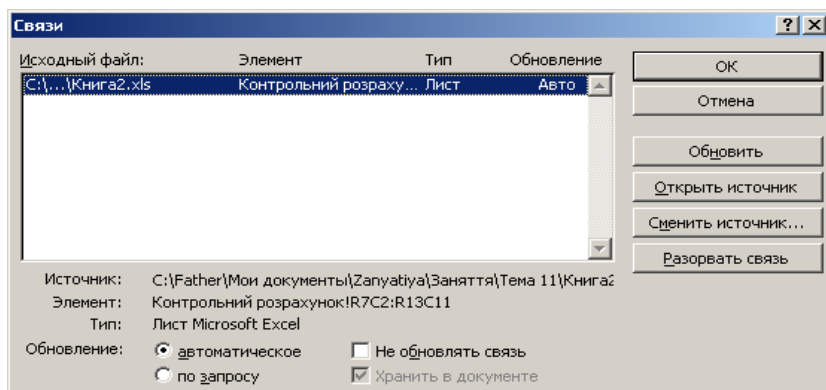 Связи
Исходный файл: Элемент Тип Обновление
C:\...\Книга2.xls Контрольний розраху... Лист Авто
ОК
Отмена
Обновить
Открыть источник
Сменить источник...
Разорвать связь
Источник: C:\Father\Мои документы\Zanyatiya\Заняття\Тема 11\Книга2
Элемент: Контрольний розрахунок!R7C2:R13C11
Тип: Лист Microsoft Excel
Обновление: автоматическое Не обновлять связь
по запросу Хранить в документе